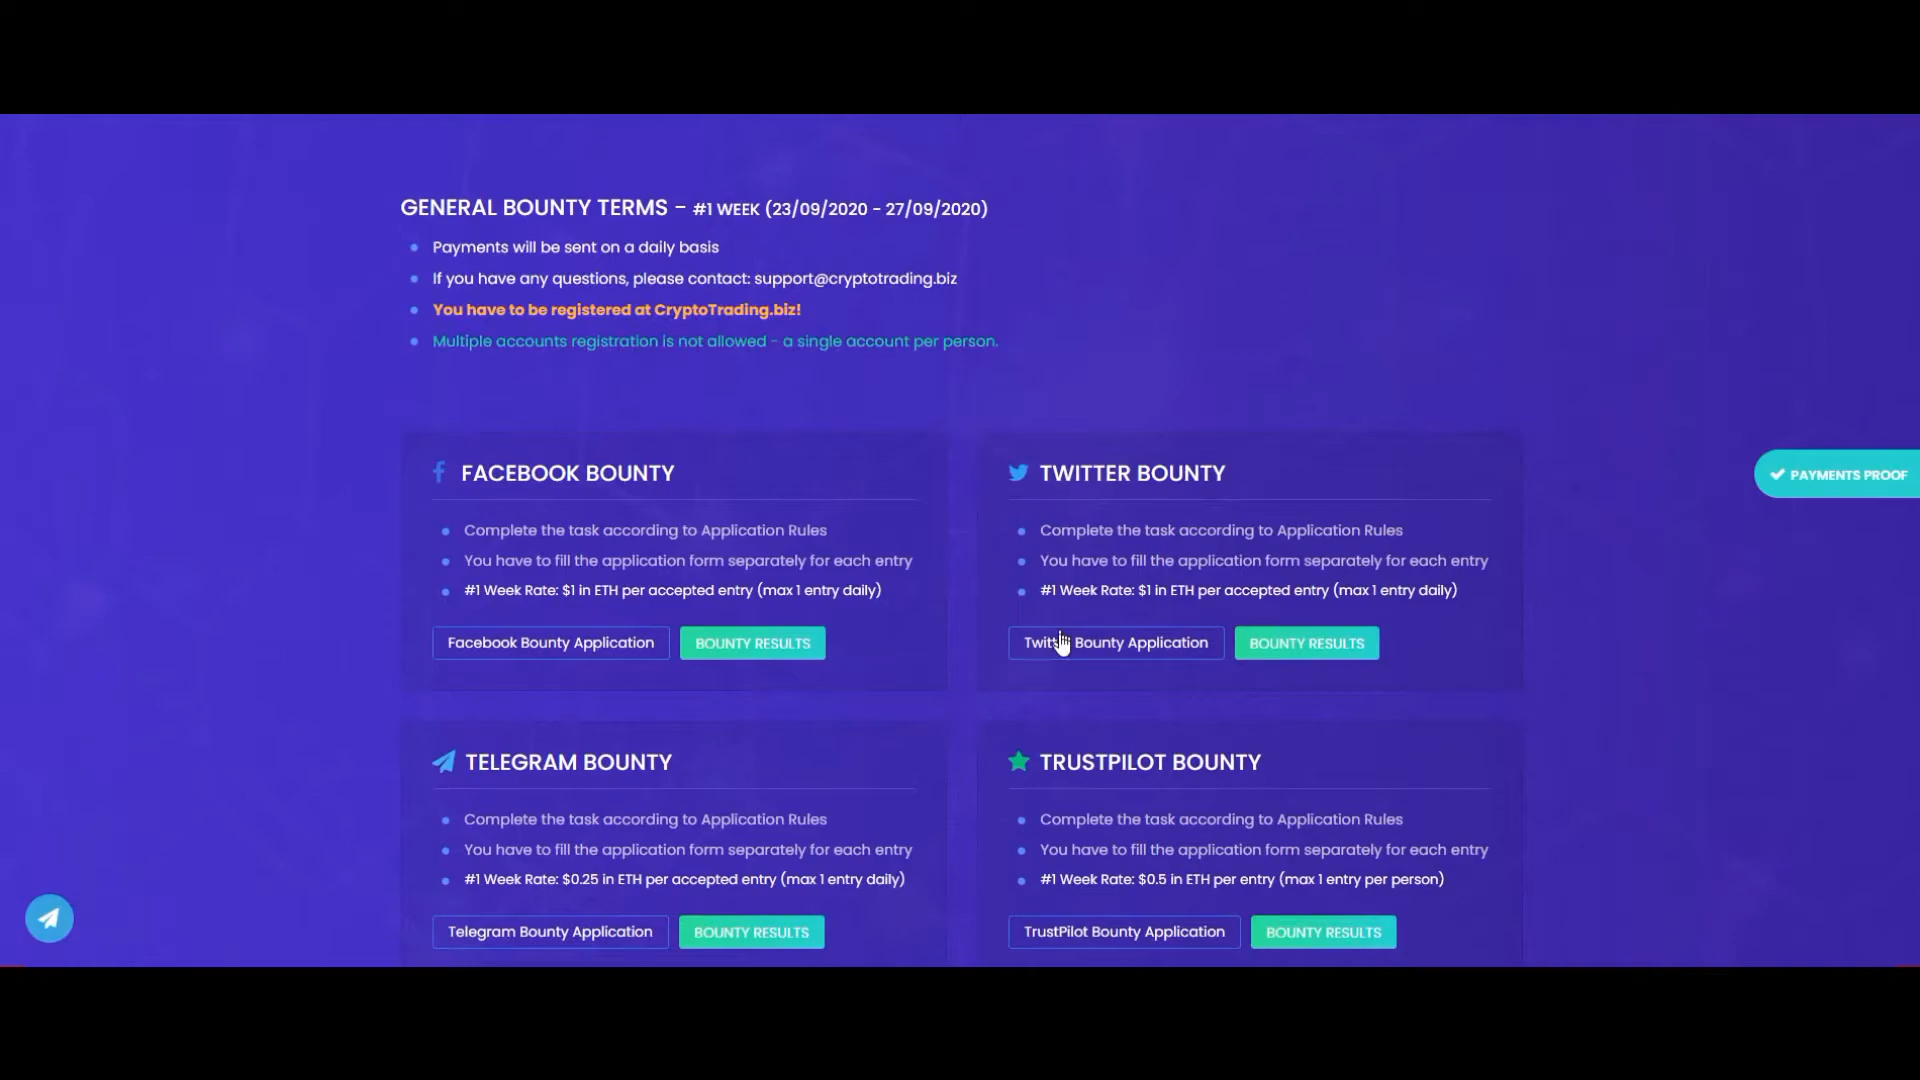 GENERAL BOUNTY TERMS - #1 WEEK (23/09/2020 - 27/09/2020)
Payments will be sent on a daily basis
If you have any questions, please contact: support@cryptotrading.biz
You have to be registered at CryptoTrading.biz!
Multiple accounts registration is not allowed - a single account per person.
FACEBOOK BOUNTY
Complete the task according to Application Rules
You have to fill the application form separately for each entry
#1 Week Rate: $1 in ETH per accepted entry (max 1 entry daily)
Facebook Bounty Application
BOUNTY RESULTS
TWITTER BOUNTY
Complete the task according to Application Rules
You have to fill the application form separately for each entry
#1 Week Rate: $1 in ETH per accepted entry (max 1 entry daily)
Twitter Bounty Application
BOUNTY RESULTS
PAYMENTS PROOF
TELEGRAM BOUNTY
Complete the task according to Application Rules
You have to fill the application form separately for each entry
#1 Week Rate: $0.25 in ETH per accepted entry (max 1 entry daily)
Telegram Bounty Application
BOUNTY RESULTS
TRUSTPILOT BOUNTY
Complete the task according to Application Rules
You have to fill the application form separately for each entry
#1 Week Rate: $0.5 in ETH per entry (max 1 entry per person)
TrustPilot Bounty Application
BOUNTY RESULTS